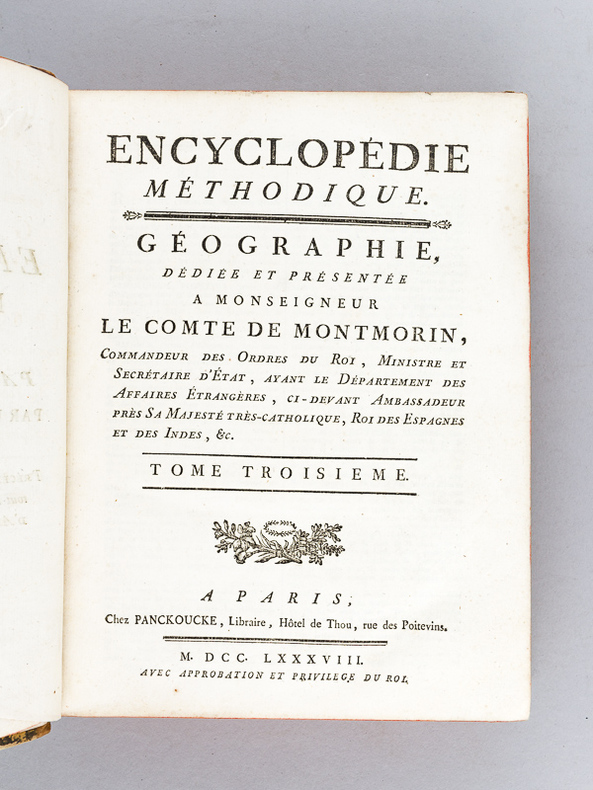 ENCYCLOPÉDIE
MÉTHODIQUE.
GÉOGRAPHIE,
DÉDIÉE ET PRÉSENTÉE
A MONSEIGNEUR
LE COMTE DE MONTMORIN,
COMMANDEUR DES ORDRES DU ROI, MINISTRE ET
SECRÉTAIRE D'ÉTAT, AYANT LE DÉPARTEMENT DES
AFFAIRES ÉTRANGÈRES, CI-DEVANT AMBASSADEUR
PRÈS SA MAJESTÉ TRÈS-CATHOLIQUE, ROI DES ESPAGNES
ET DES INDES, &c.
TOME TROISIEME.
A PARIS,
Chez PANCKOUCKE, Libraire, Hôtel de Thou, rue des Poitevins.
M. DCC. LXXXVIII.
AVEC APPROBATION ET PRIVILEGE DU ROI.